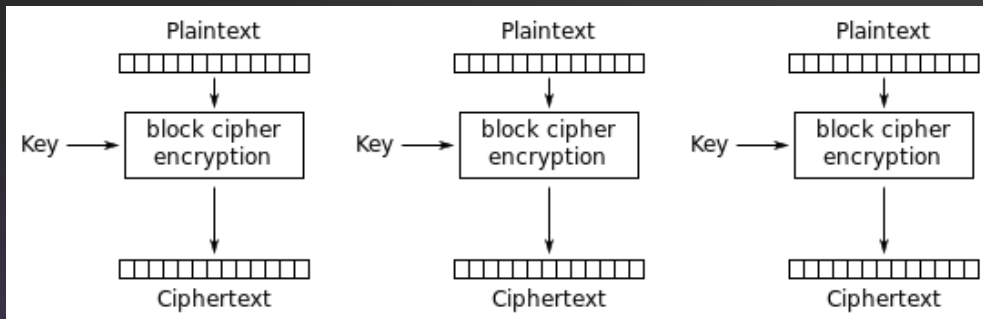 Plaintext Plaintext Plaintext
Key block cipher encryption Key block cipher encryption Key block cipher encryption
Ciphertext Ciphertext Ciphertext